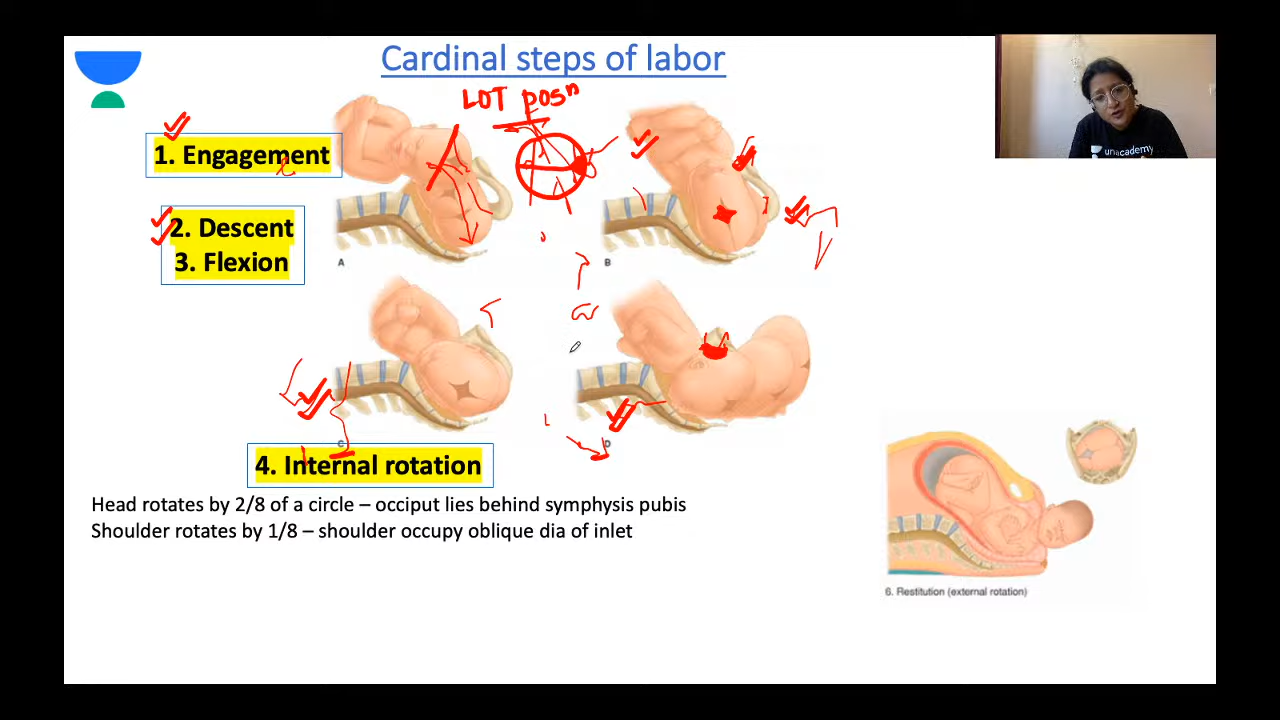 Cardinal steps of labor
LOT posⁿ
1. Engagement
2. Descent
3. Flexion
A
B
C
D
4. Internal rotation
Head rotates by 2/8 of a circle – occiput lies behind symphysis pubis
Shoulder rotates by 1/8 – shoulder occupy oblique dia of inlet
6. Restitution (external rotation)
unacademy